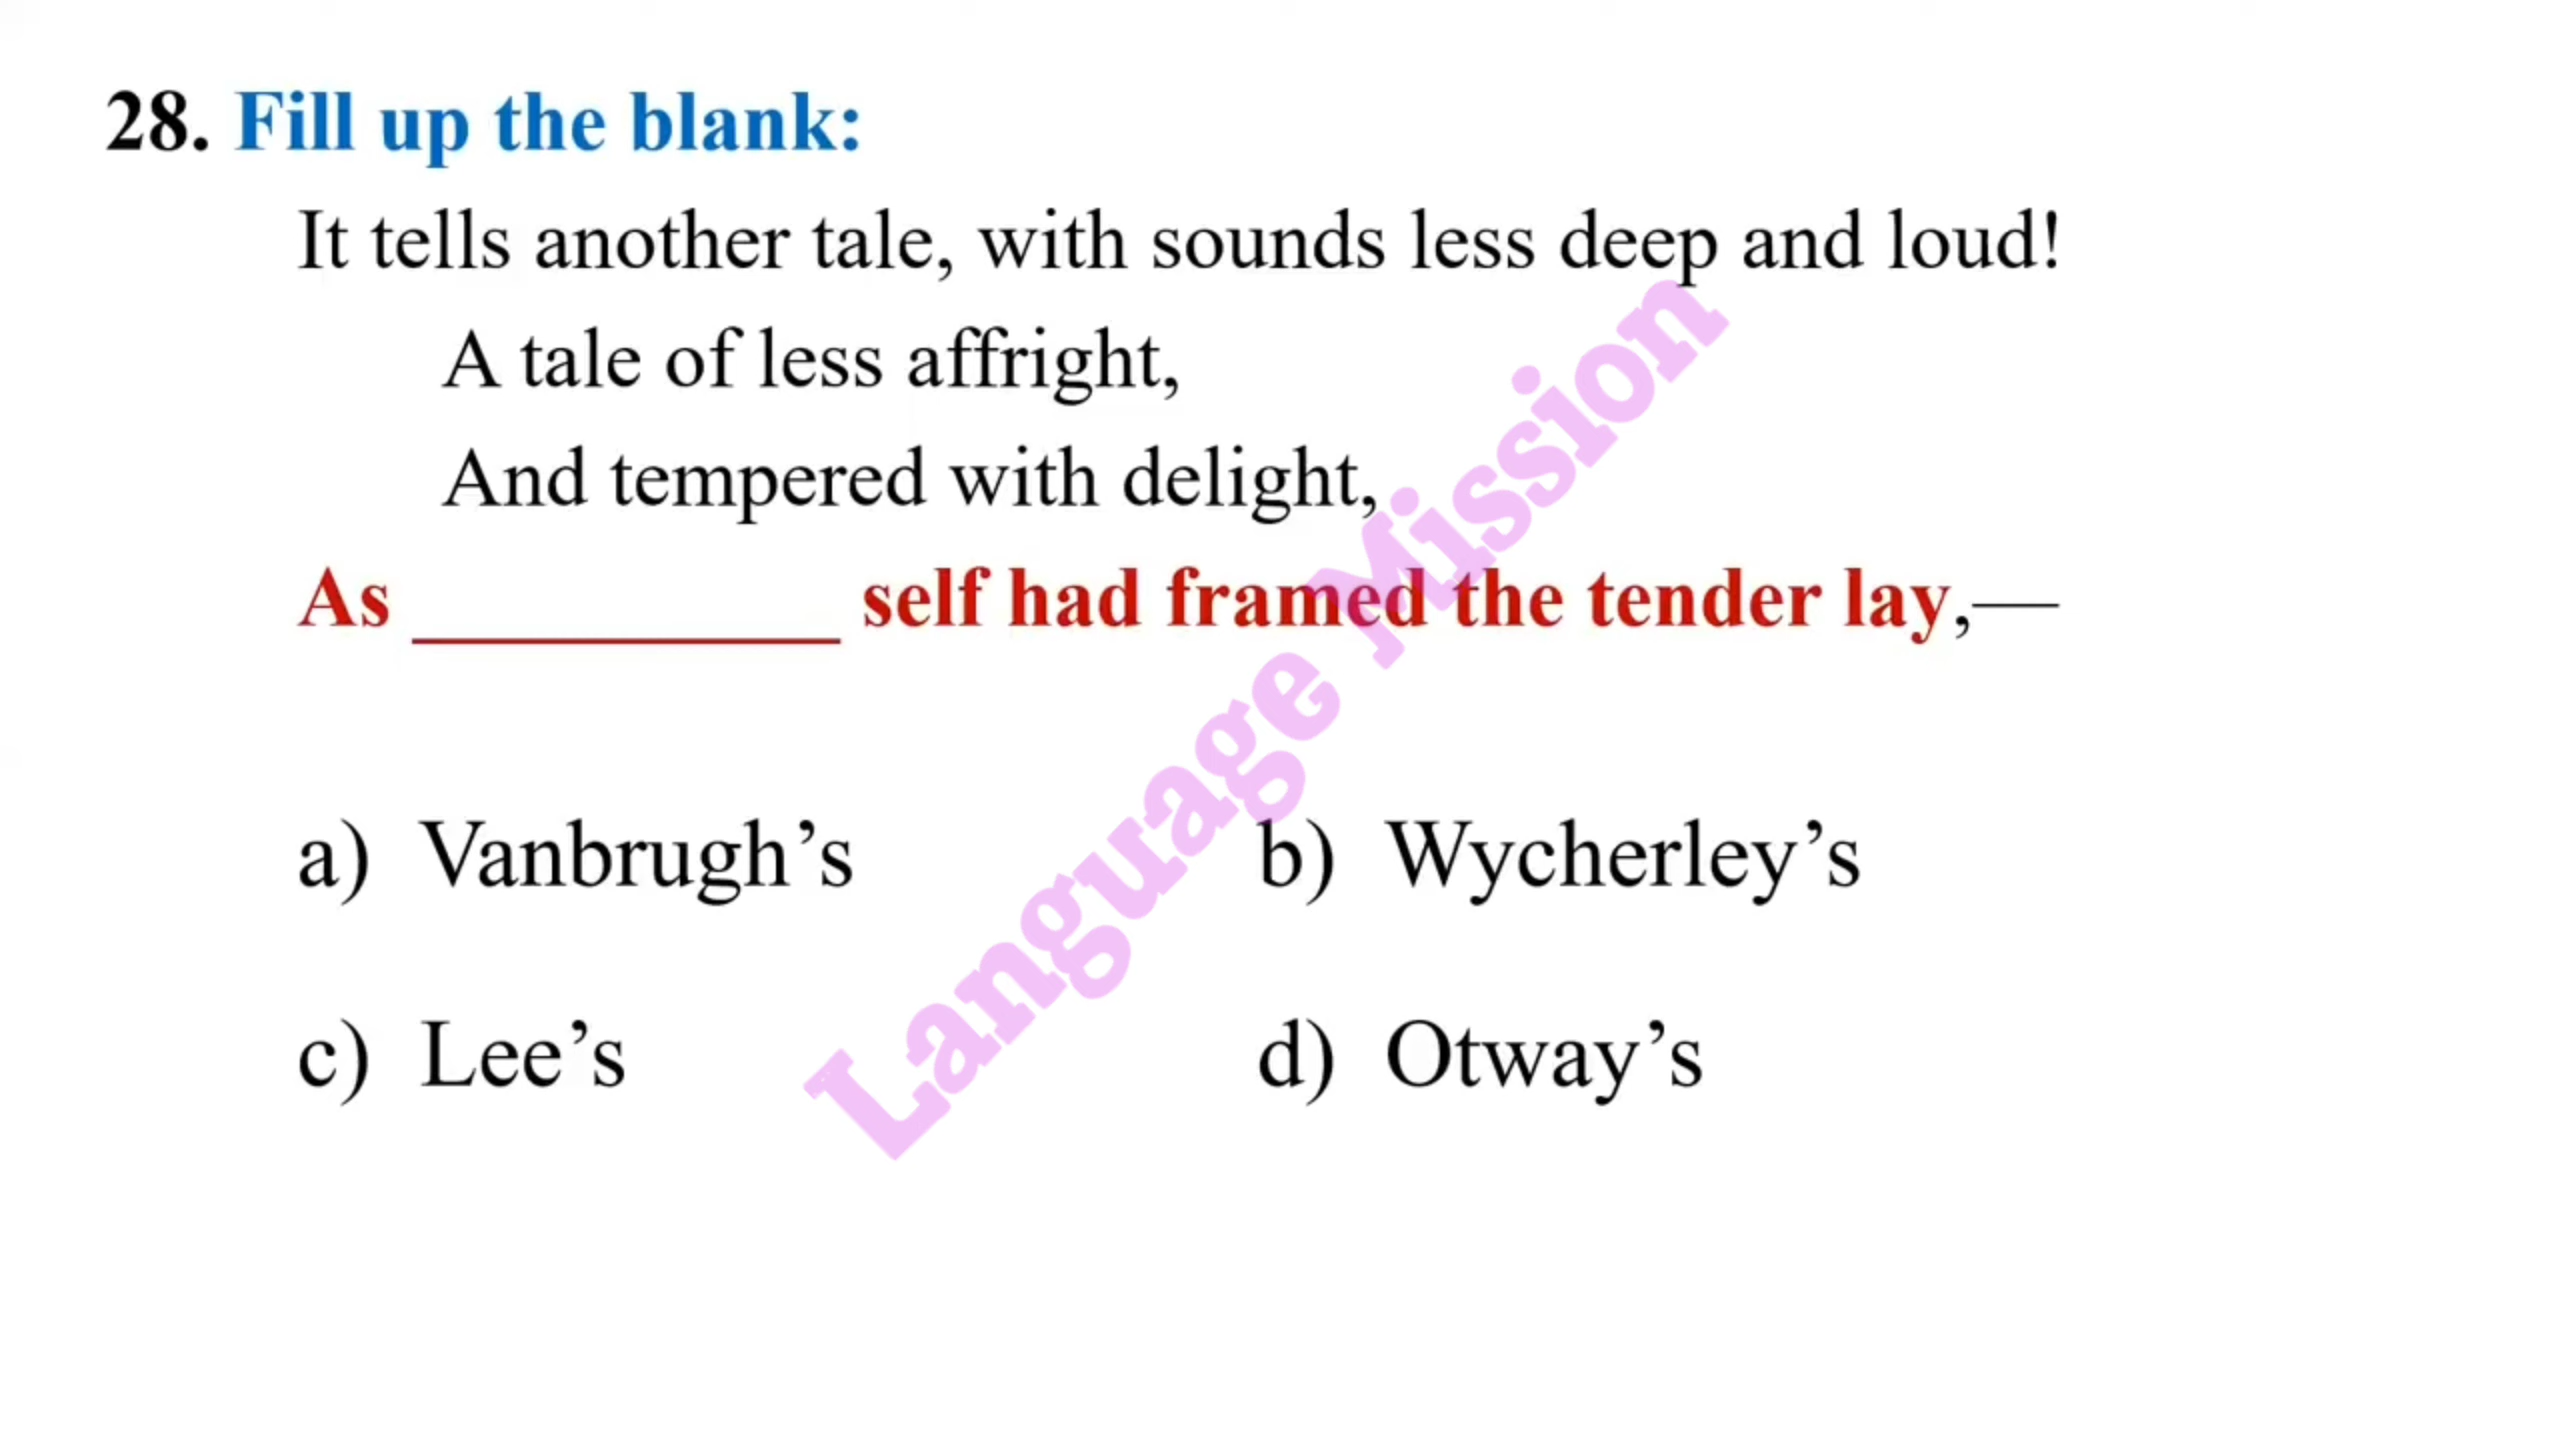 28. Fill up the blank:
It tells another tale, with sounds less deep and loud!
A tale of less affright,
And tempered with delight,
As ____________ self had framed the tender lay,—
a) Vanbrugh’s b) Wycherley’s
c) Lee’s d) Otway’s
Language Mission